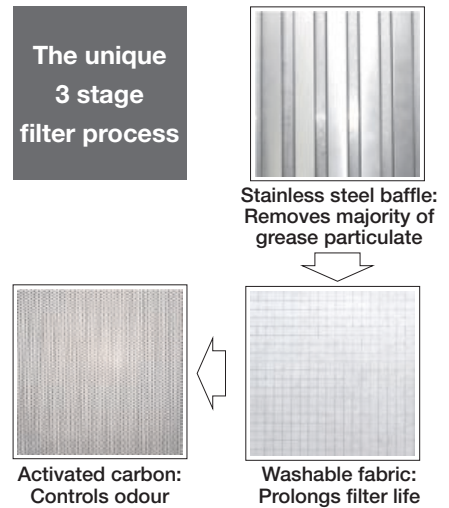 The unique
3 stage
filter process
Stainless steel baffle:
Removes majority of
grease particulate
Washable fabric:
Prolongs filter life
Activated carbon:
Controls odour